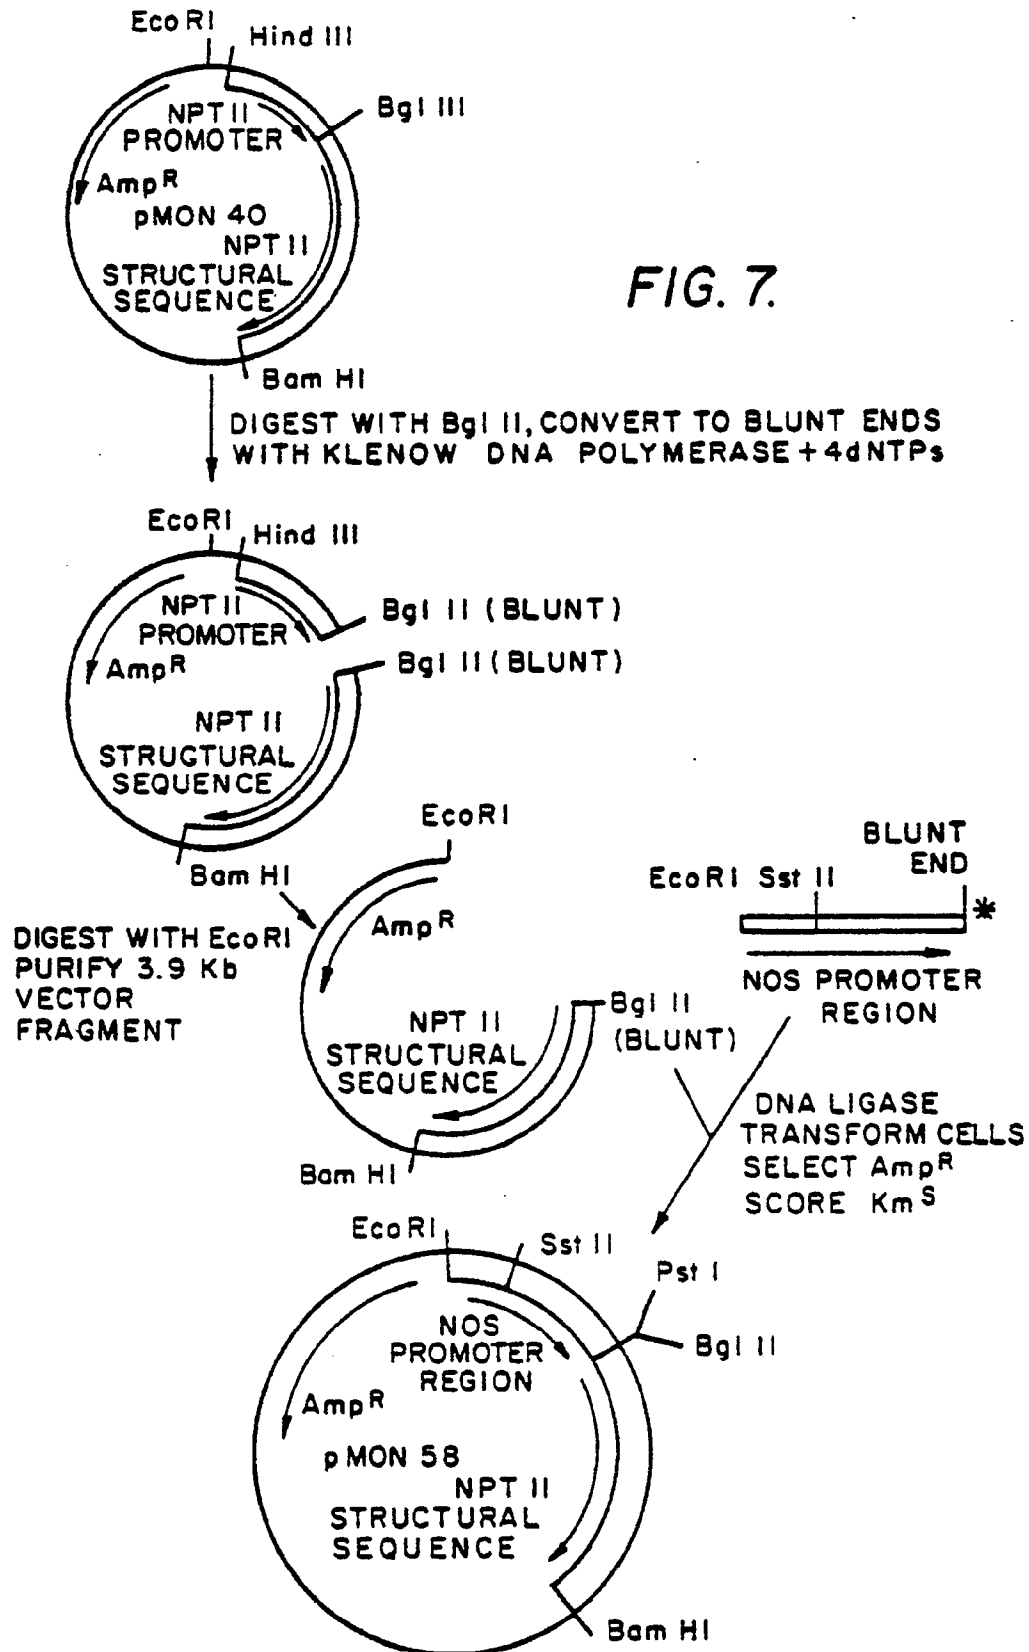 EcoRI
Hind III
Bgl III
NPT II
PROMOTER
AmpR
pMON 40
NPT II
STRUCTURAL
SEQUENCE
Bam HI
FIG. 7.
DIGEST WITH Bgl II, CONVERT TO BLUNT ENDS
WITH KLENOW DNA POLYMERASE + 4dNTPs
EcoRI
Hind III
NPT II
PROMOTER
Bgl II (BLUNT)
Bgl II (BLUNT)
AmpR
NPT II
STRUGTURAL
SEQUENCE
Bam HI
DIGEST WITH EcoRI
PURIFY 3.9 Kb
VECTOR
FRAGMENT
EcoRI
AmpR
NPT II
STRUCTURAL
SEQUENCE
Bgl II
(BLUNT)
Bam HI
BLUNT
END
EcoRI Sst II
*
NOS PROMOTER
REGION
DNA LIGASE
TRANSFORM CELLS
SELECT AmpR
SCORE KmS
EcoRI
Sst II
Pst I
Bgl II
NOS
PROMOTER
REGION
AmpR
pMON 58
NPT II
STRUCTURAL
SEQUENCE
Bam HI